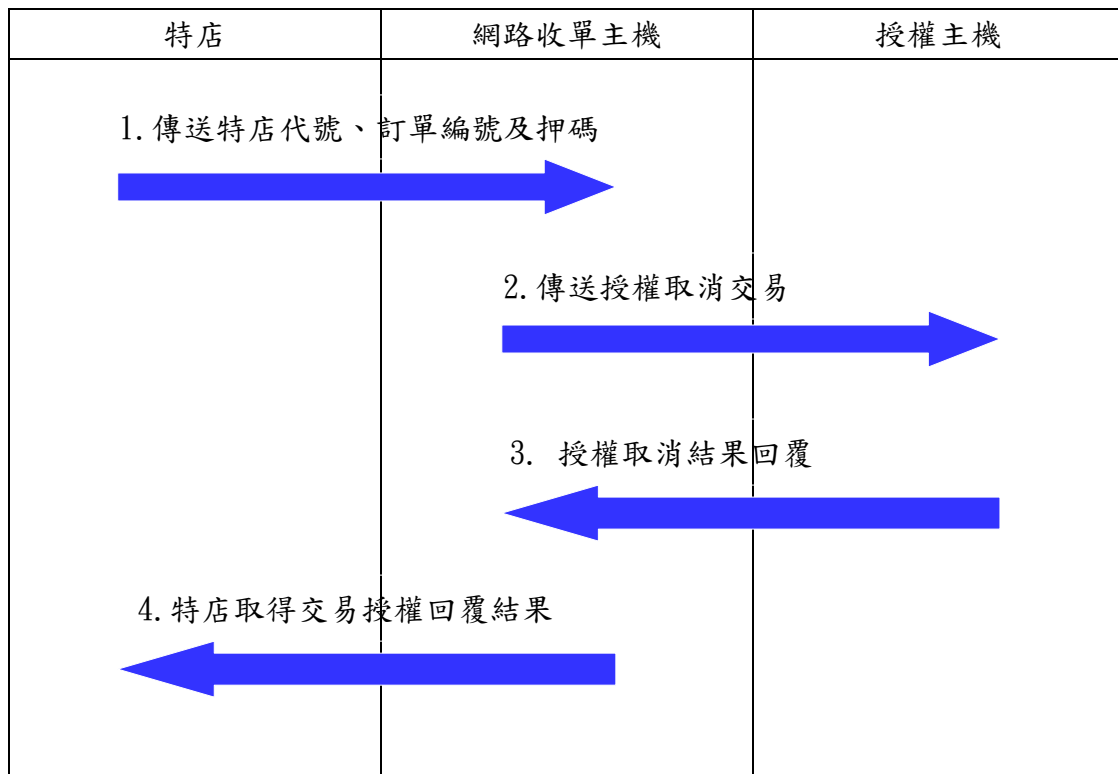 特店
網路收單主機
授權主機
1.傳送特店代號、訂單編號及押碼
2.傳送授權取消交易
3. 授權取消結果回覆
4.特店取得交易授權回覆結果